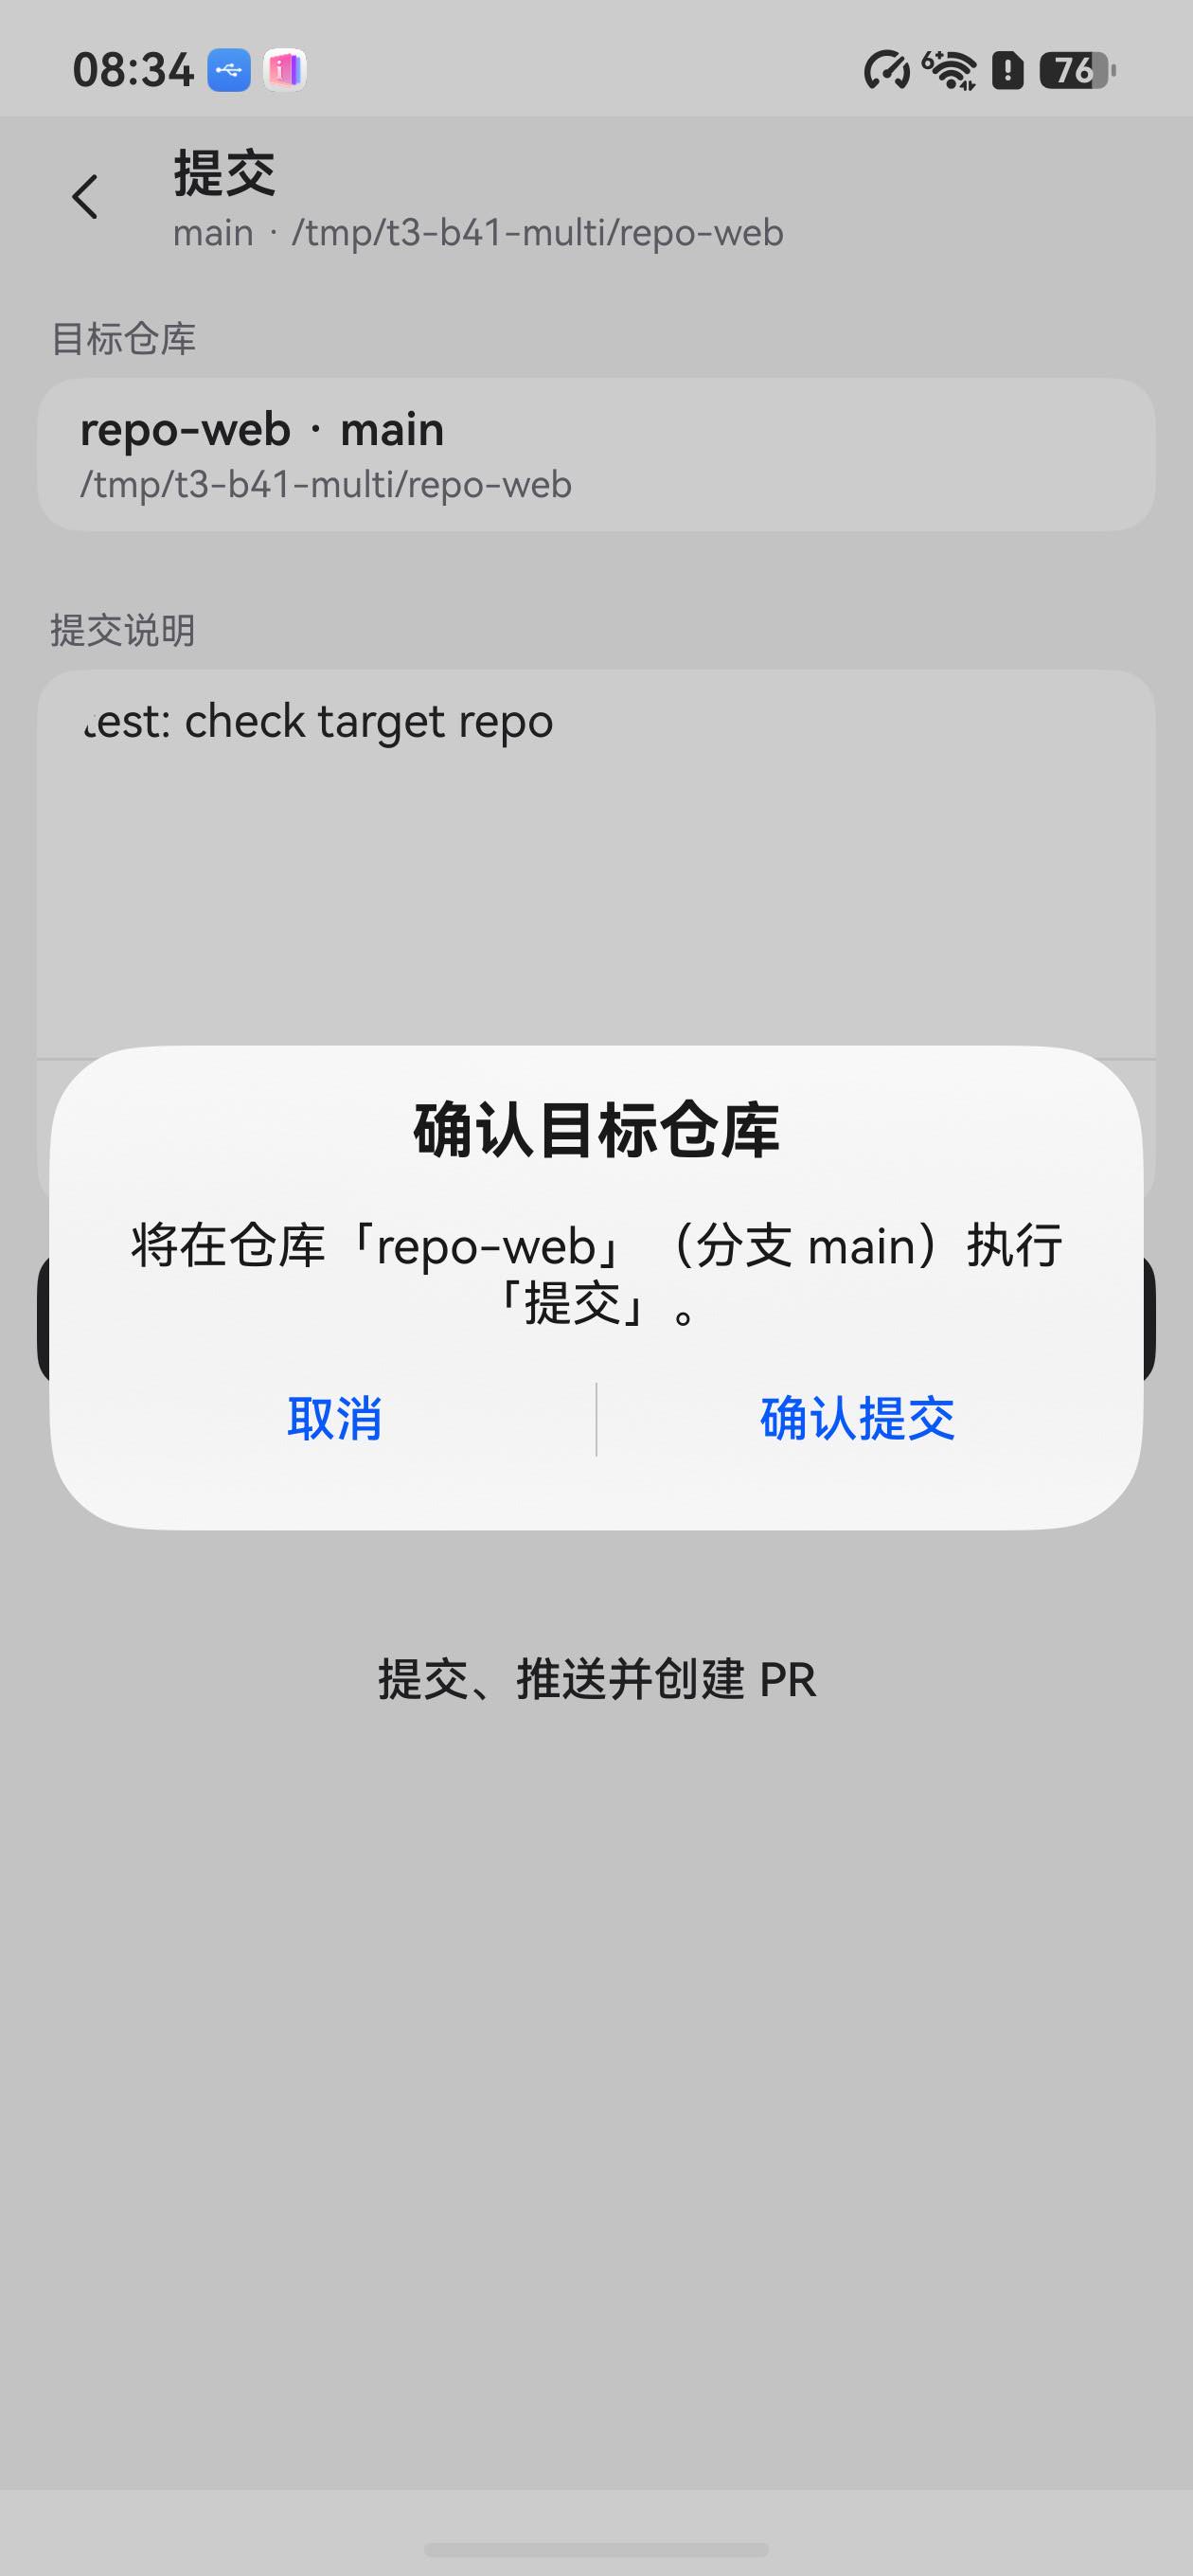 08:34
76
提交
main · /tmp/t3-b41-multi/repo-web
目标仓库
repo-web · main
/tmp/t3-b41-multi/repo-web
提交说明
test: check target repo
确认目标仓库
将在仓库「repo-web」（分支 main）执行
「提交」。
取消
确认提交
提交、推送并创建 PR